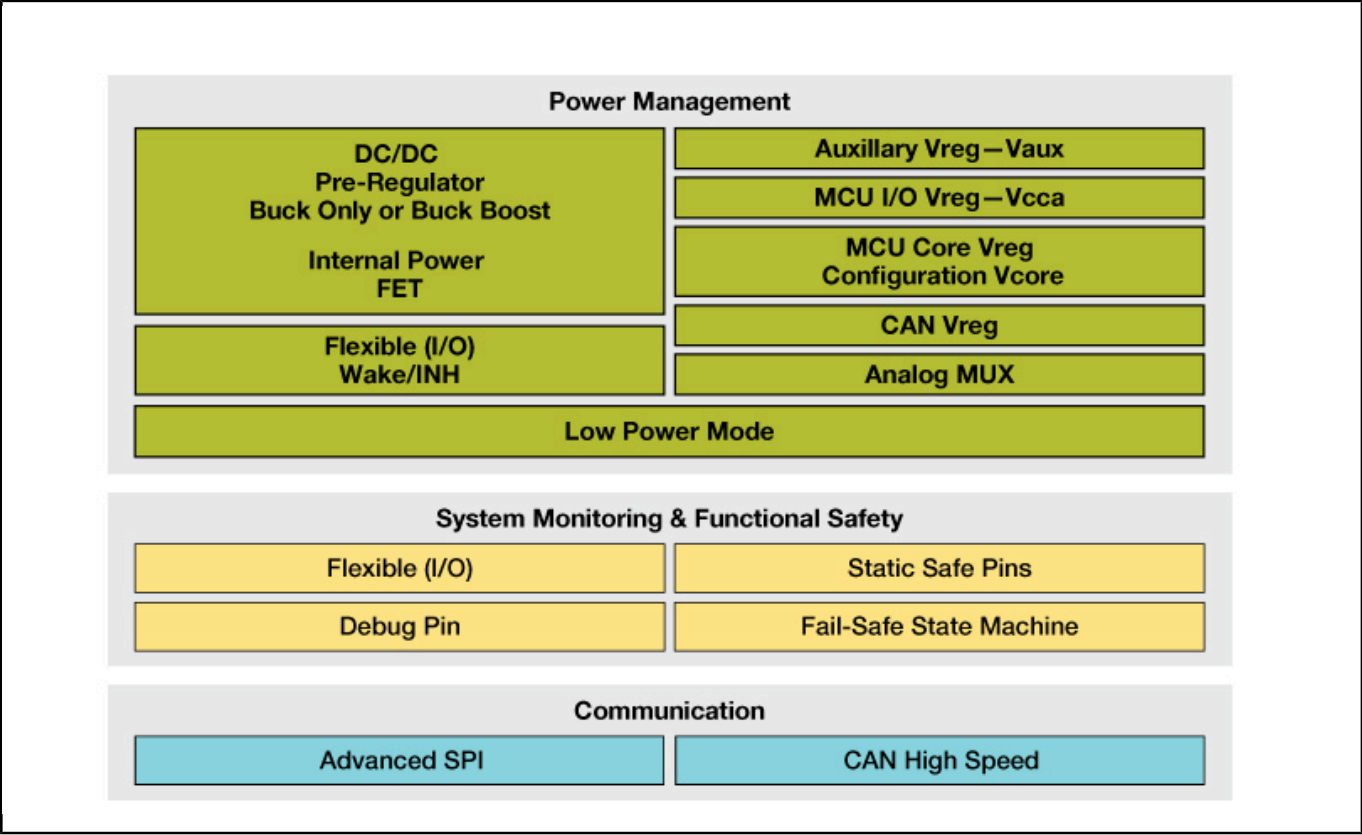 Power Management
DC/DC
Pre-Regulator
Buck Only or Buck Boost
Internal Power
FET
Flexible (I/O)
Wake/INH
Auxillary Vreg—Vaux
MCU I/O Vreg—Vcca
MCU Core Vreg
Configuration Vcore
CAN Vreg
Analog MUX
Low Power Mode
System Monitoring & Functional Safety
Flexible (I/O)
Static Safe Pins
Debug Pin
Fail-Safe State Machine
Communication
Advanced SPI
CAN High Speed